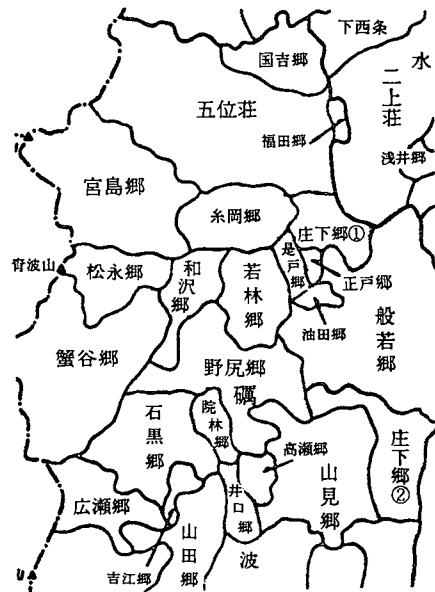 下西条
国吉郷
水
二上荘
五位荘
福田郷
浅井郷
宮島郷
糸岡郷
庄下郷①
是戸郷
正戸郷
松永郷
和沢郷
若林郷
油田郷
般若郷
蟹谷郷
野尻郷
礪
院林郷
石黒郷
高瀬郷
庄下郷②
山見郷
井口郷
広瀬郷
山田郷
波
吉江郷